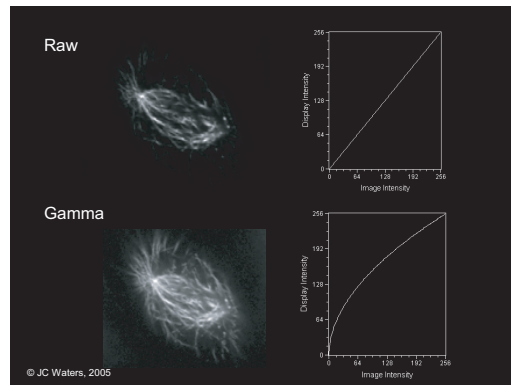 Raw
256
192
128
64
0
Display Intensity
0 64 128 192 256
Image Intensity
Gamma
256
192
128
64
0
Display Intensity
0 64 128 192 256
Image Intensity
© JC Waters, 2005